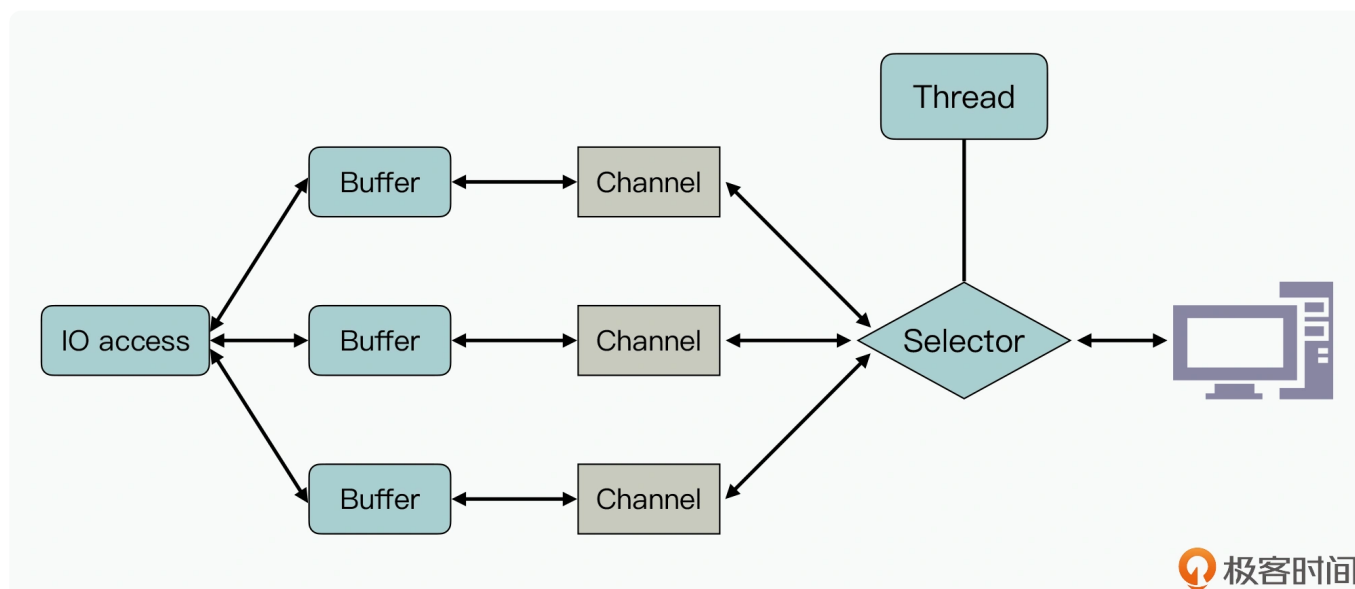 Thread
Buffer
Channel
IO access
Buffer
Channel
Selector
Buffer
Channel
极客时间